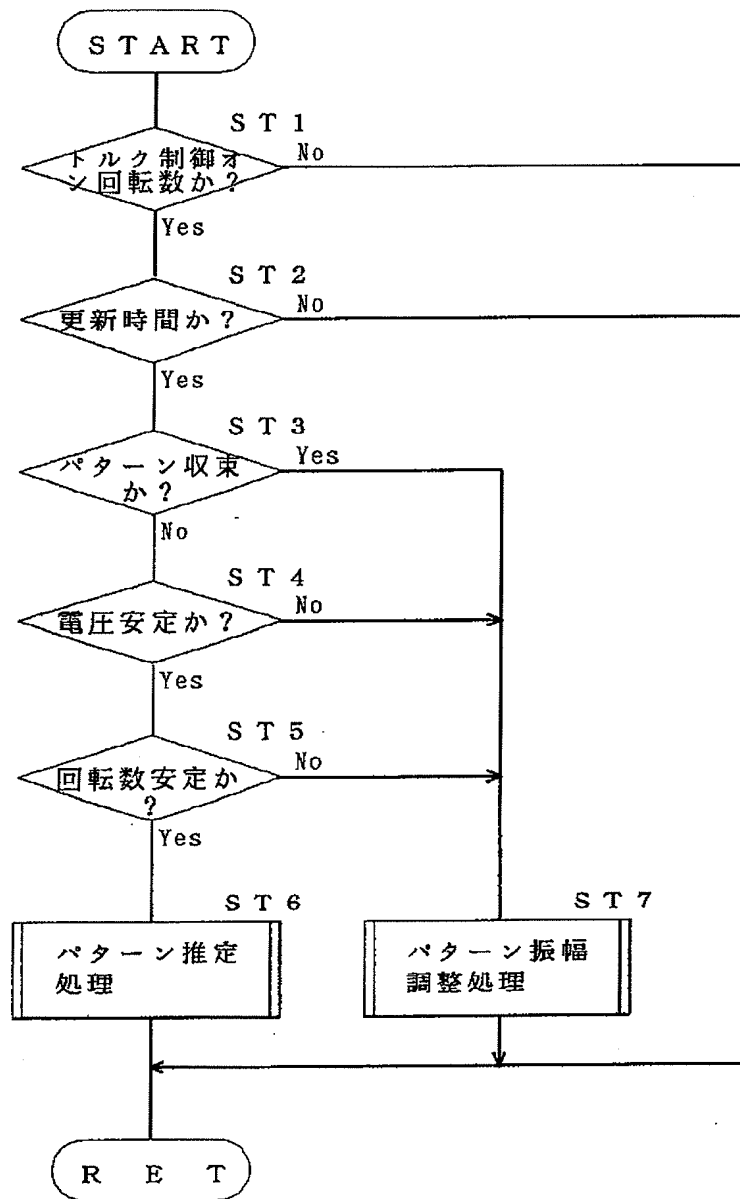 START
ST1
トルク制御オ
ン回転数か？
No
Yes
ST2
更新時間か？
No
Yes
ST3
パターン収束
か？
Yes
No
ST4
電圧安定か？
No
Yes
ST5
回転数安定か
？
No
Yes
ST6
パターン推定
処理
ST7
パターン振幅
調整処理
RET